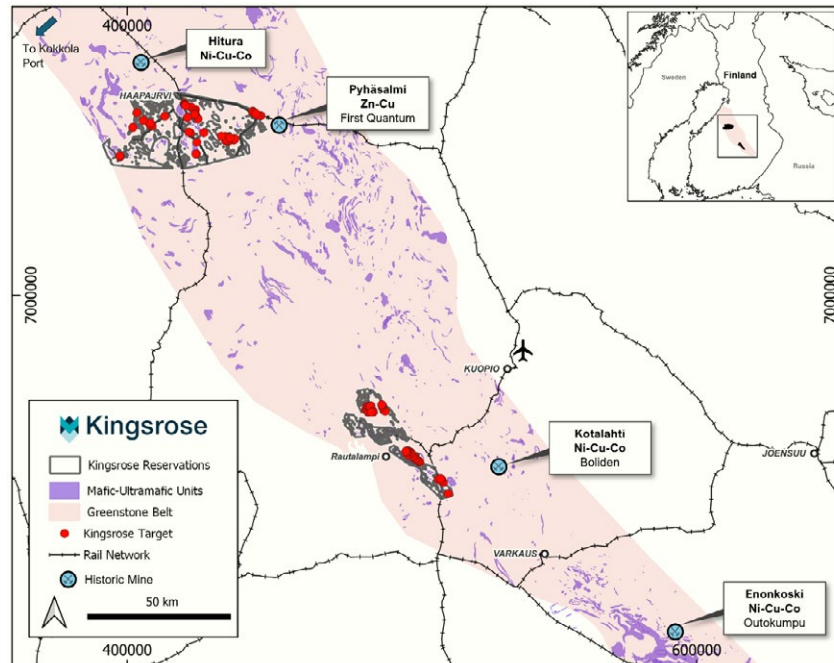 400000
To Kokkola
Port
Hitura
Ni-Cu-Co
HAAPAJRVI
Pyhäsalmi
Zn-Cu
First Quantum
Sweden
Finland
Russia
7000000
7000000
KUOPIO
Rautalampi
Kotalahti
Ni-Cu-Co
Boliden
JOENSUU
VARKAUS
Enonkoski
Ni-Cu-Co
Outokumpu
Kingsrose
Kingsrose Reservations
Mafic-Ultramafic Units
Greenstone Belt
Kingsrose Target
Rail Network
Historic Mine
50 km
400000
600000